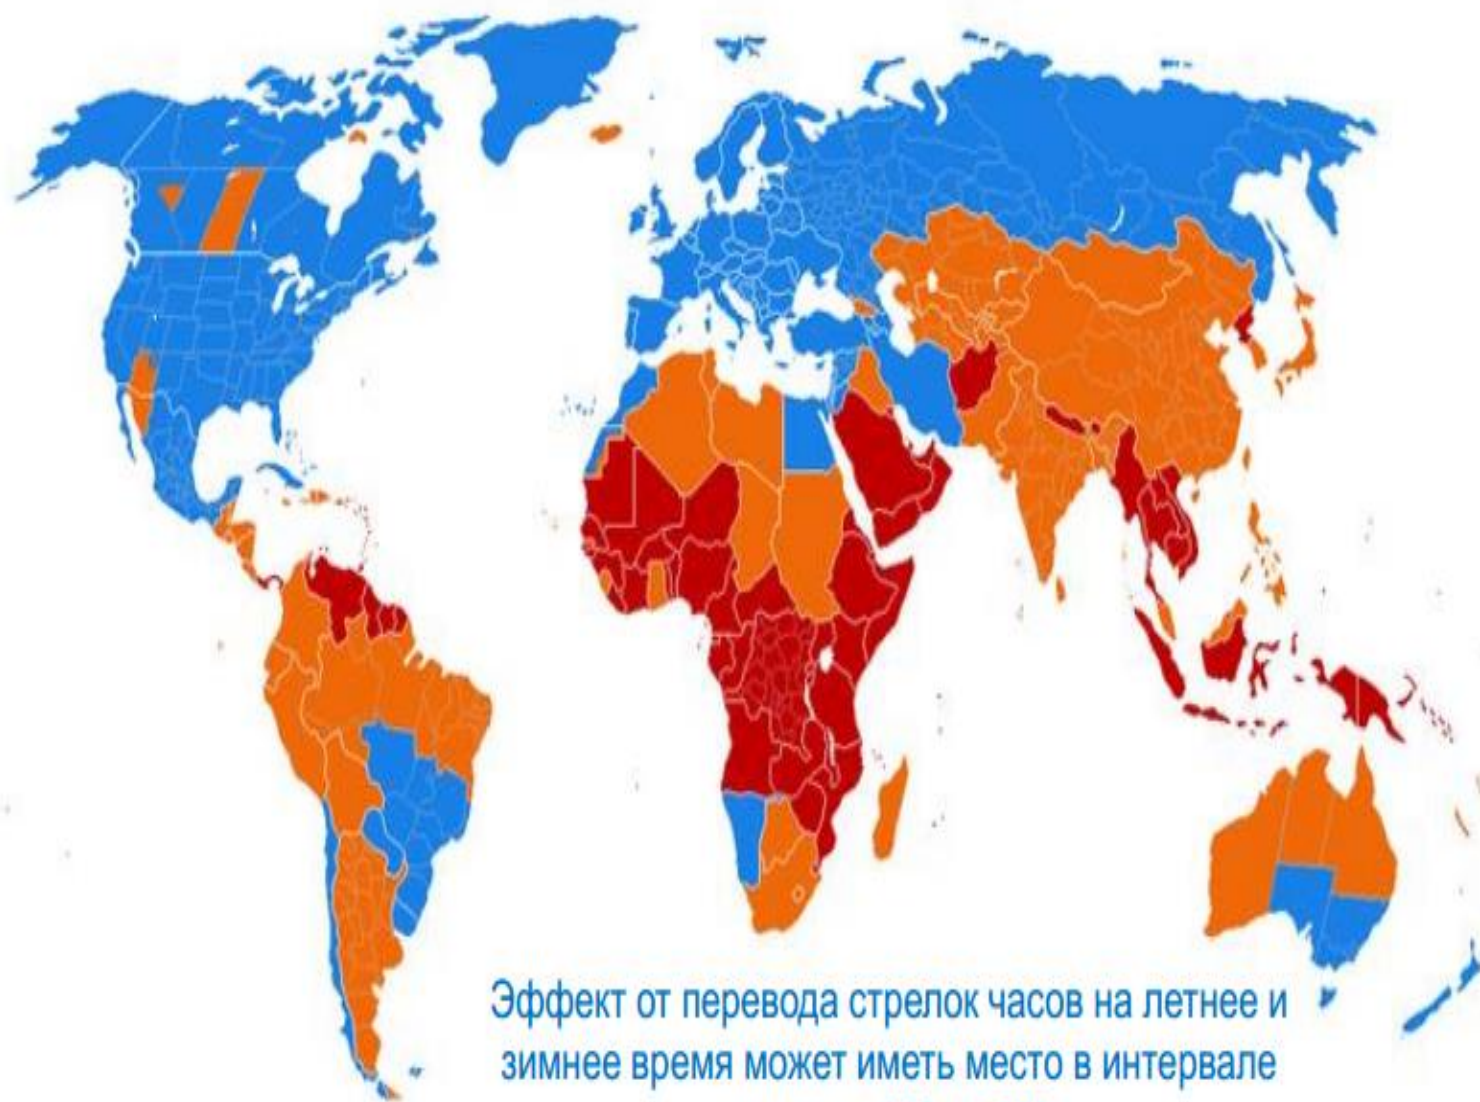 Эффект от перевода стрелок часов на летнее и
зимнее время может иметь место в интервале